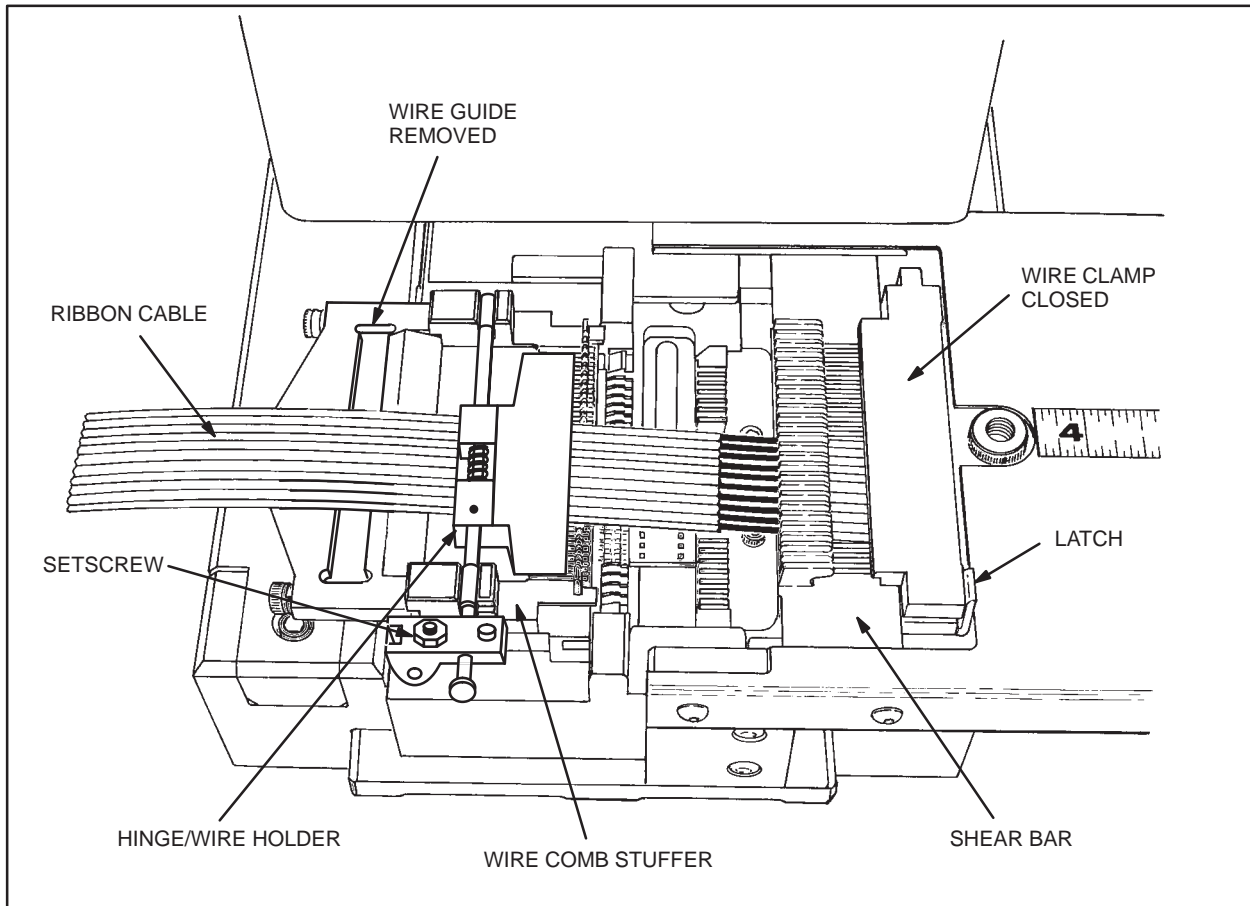 WIRE GUIDE
REMOVED
WIRE CLAMP
CLOSED
RIBBON CABLE
4
LATCH
SETSCREW
HINGE/WIRE HOLDER
WIRE COMB STUFFER
SHEAR BAR